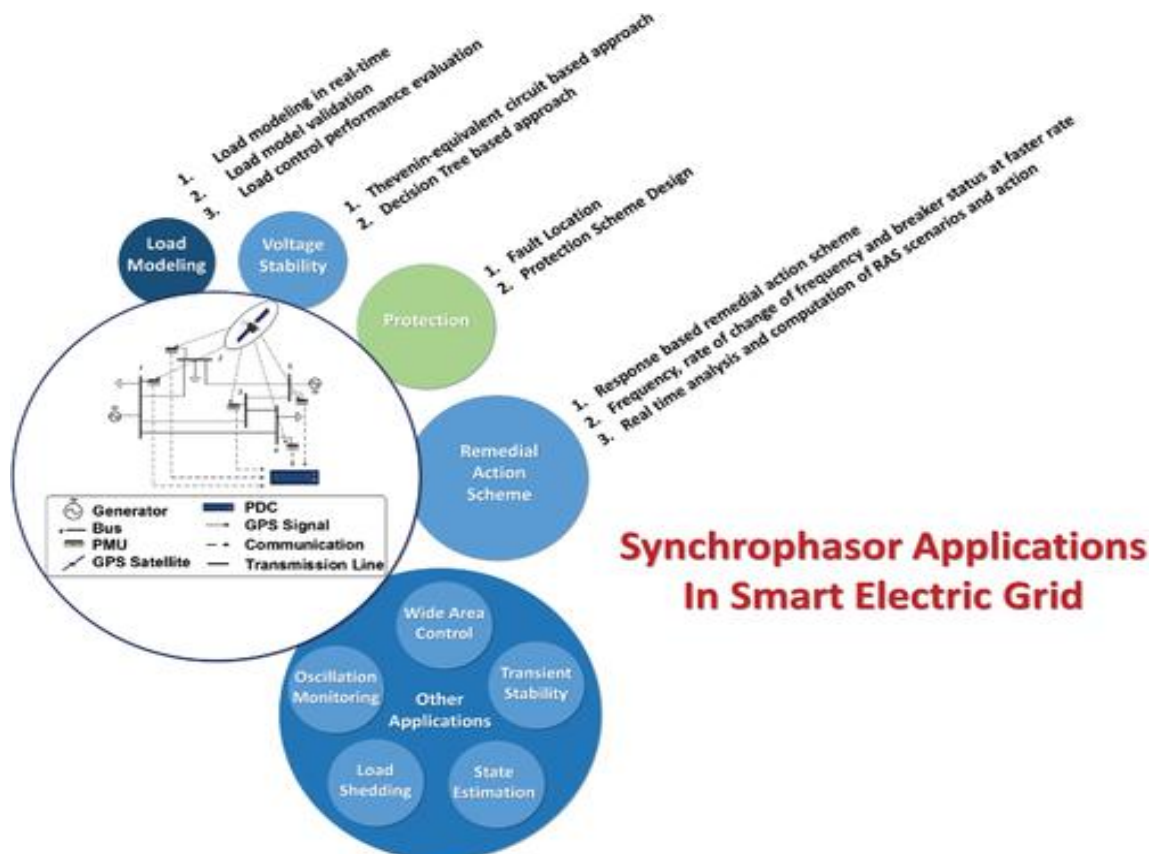 1. Load modeling in real-time
2. Load model validation
3. Load control performance evaluation
1. Thevenin-equivalent circuit based approach
2. Decision Tree based approach
1. Fault Location
2. Protection Scheme Design
1. Response based remedial action scheme
2. Frequency, rate of change of frequency and breaker status at faster rate
3. Real time analysis and computation of RAS scenarios and action
Load
Modeling
Voltage
Stability
Protection
Remedial
Action
Scheme
Generator
Bus
PMU
GPS Satellite
PDC
GPS Signal
Communication
Transmission Line
Synchrophasor Applications
In Smart Electric Grid
Wide Area
Control
Oscillation
Monitoring
Transient
Stability
Other
Applications
Load
Shedding
State
Estimation